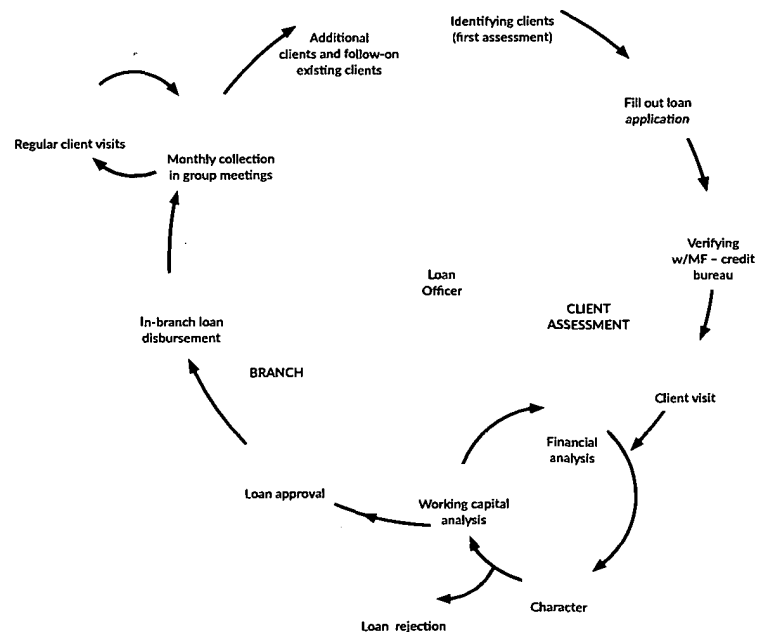 Identifying clients
(first assessment)
Additional
clients and follow-on
existing clients
Fill out loan
application
Regular client visits
Monthly collection
in group meetings
Verifying
w/MF – credit
bureau
Loan
Officer
CLIENT
ASSESSMENT
In-branch loan
disbursement
BRANCH
Client visit
Financial
analysis
Loan approval
Working capital
analysis
Character
Loan rejection